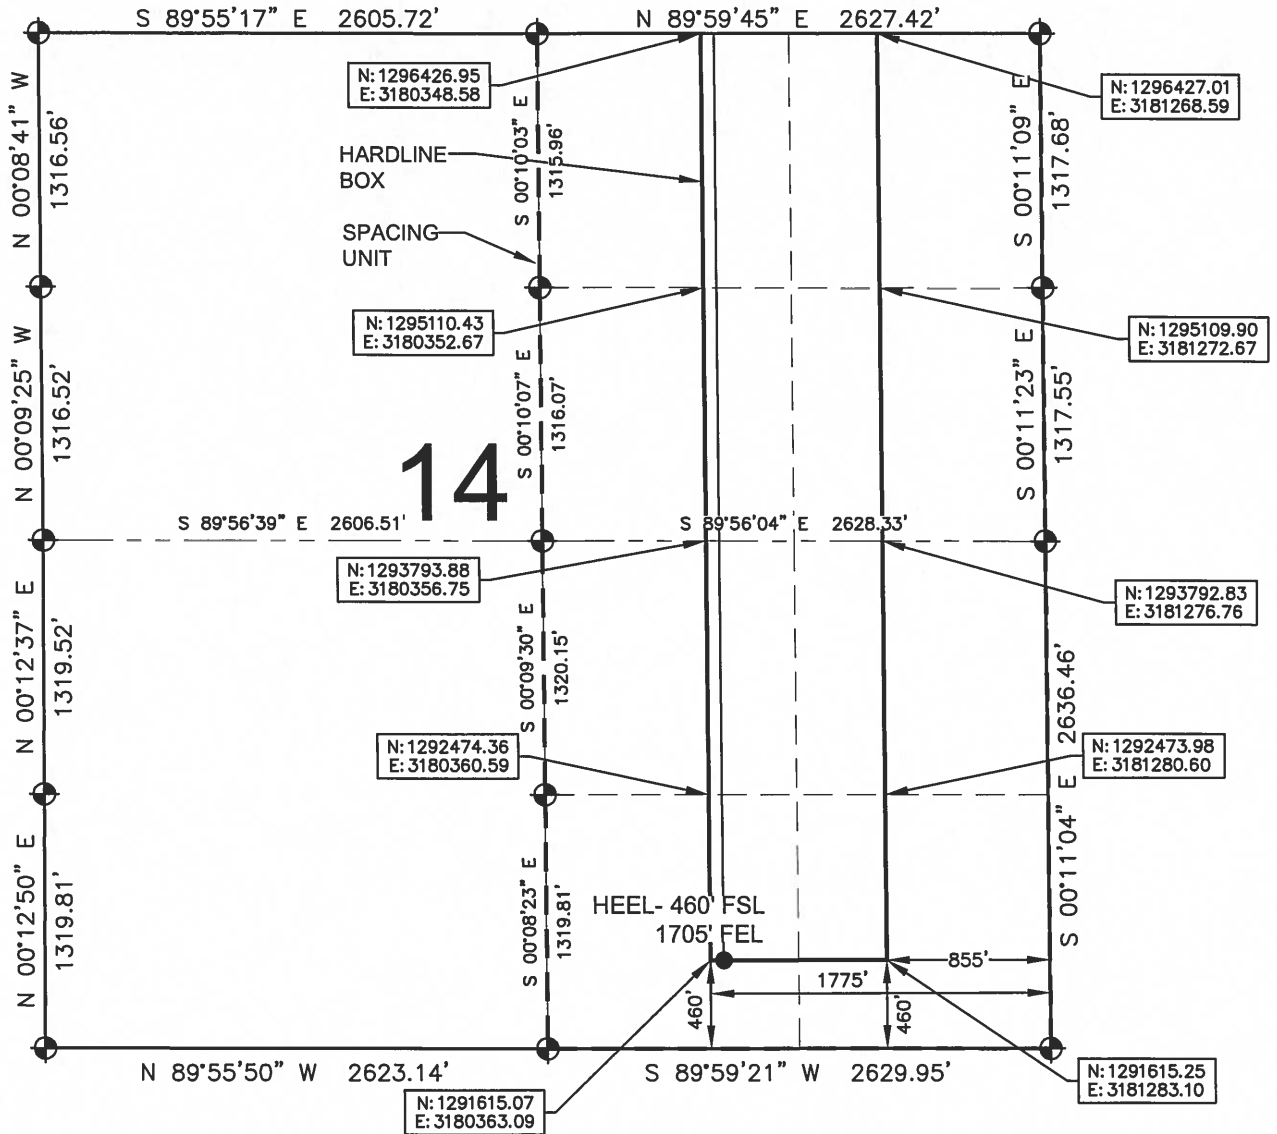 S 89°55'17" E 2605.72'
N 89°59'45" E 2627.42'
N 00°08'41" W
1316.56'
N: 1296426.95
E: 3180348.58
S 00°10'03" E
1315.96'
N: 1296427.01
E: 3181268.59
S 00°11'09" E
1317.68'
HARDLINE
BOX
SPACING
UNIT
N 00°09'25" W
1316.52'
N: 1295110.43
E: 3180352.67
S 00°10'07" E
1316.07'
N: 1295109.90
E: 3181272.67
S 00°11'23" E
1317.55'
14
S 89°56'39" E 2606.51'
S 89°56'04" E 2628.33'
N: 1293793.88
E: 3180356.75
N: 1293792.83
E: 3181276.76
N 00°12'37" E
1319.52'
S 00°09'30" E
1320.15'
S 00°11'04" E 2636.46'
N: 1292474.36
E: 3180360.59
N: 1292473.98
E: 3181280.60
N 00°12'50" E
1319.81'
S 00°08'23" E
1319.81'
HEEL- 460' FSL
1705' FEL
855'
1775'
460'
460'
N 89°55'50" W 2623.14'
S 89°59'21" W 2629.95'
N: 1291615.07
E: 3180363.09
N: 1291615.25
E: 3181283.10